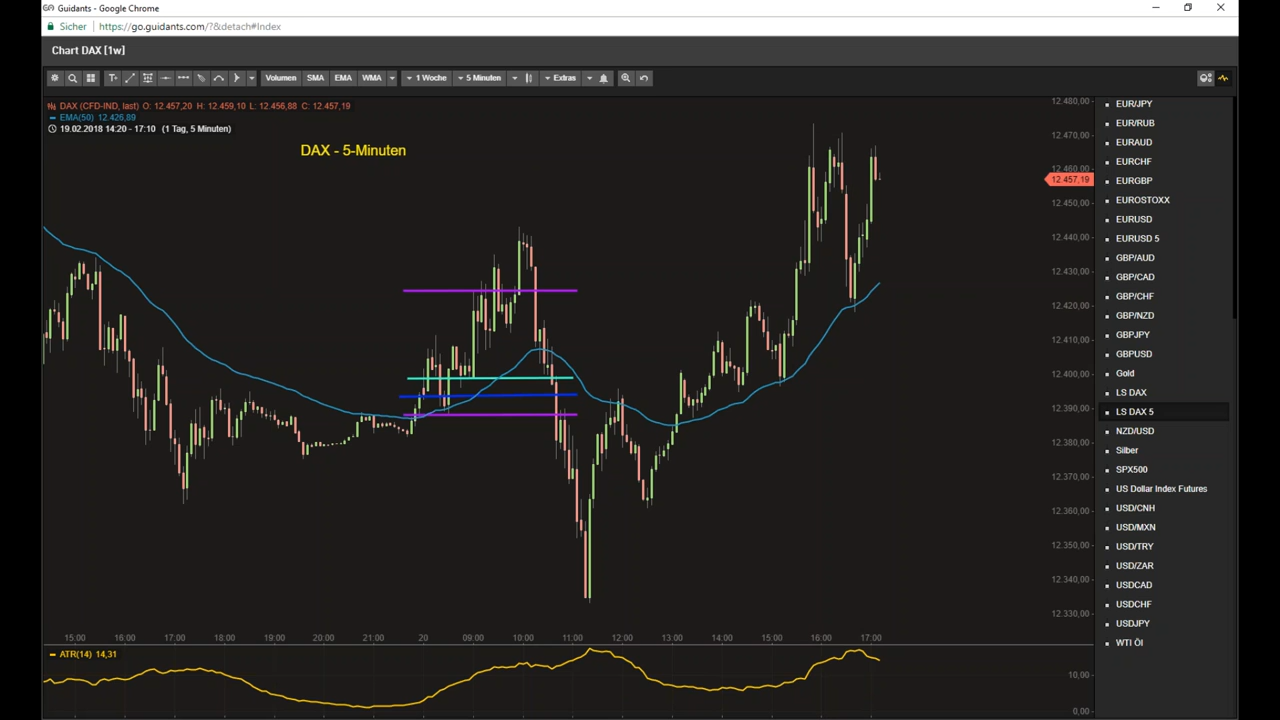 Guidants - Google Chrome
Sicher https://go.guidants.com/?&detach#Index
Chart DAX [1w]
T+ Volumen SMA EMA WMA 1 Woche 5 Minuten Extras
DAX (CFD-IND, last) O: 12.457,20 H: 12.459,10 L: 12.456,88 C: 12.457,19
EMA(50) 12.426,89
19.02.2018 14:20 - 17:10 (1 Tag, 5 Minuten)
DAX - 5-Minuten
12.480,00
12.470,00
12.460,00
12.457,19
12.450,00
12.440,00
12.430,00
12.420,00
12.410,00
12.400,00
12.390,00
12.380,00
12.370,00
12.360,00
12.350,00
12.340,00
12.330,00
15:00 16:00 17:00 18:00 19:00 20:00 21:00 20 09:00 10:00 11:00 12:00 13:00 14:00 15:00 16:00 17:00
ATR(14) 14,31
10,00
0,00
EUR/JPY
EUR/RUB
EURAUD
EURCHF
EURGBP
EUROSTOXX
EURUSD
EURUSD 5
GBP/AUD
GBP/CAD
GBP/CHF
GBP/NZD
GBPJPY
GBPUSD
Gold
LS DAX
LS DAX 5
NZD/USD
Silber
SPX500
US Dollar Index Futures
USD/CNH
USD/MXN
USD/TRY
USD/ZAR
USDCAD
USDCHF
USDJPY
WTI Öl